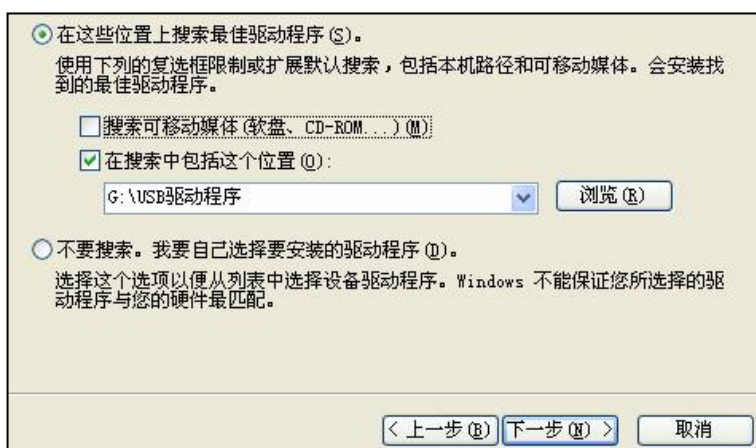 在这些位置上搜索最佳驱动程序(S)。
使用下列的复选框限制或扩展默认搜索，包括本机路径和可移动媒体。会安装找
到的最佳驱动程序。
搜索可移动媒体(软盘、CD-ROM...)(M)
在搜索中包括这个位置(O):
G:\USB驱动程序
浏览(R)
不要搜索。我要自己选择要安装的驱动程序(D)。
选择这个选项以便从列表中选择设备驱动程序。Windows 不能保证您所选择的驱
动程序与您的硬件最匹配。
< 上一步(B) 下一步(N) > 取消